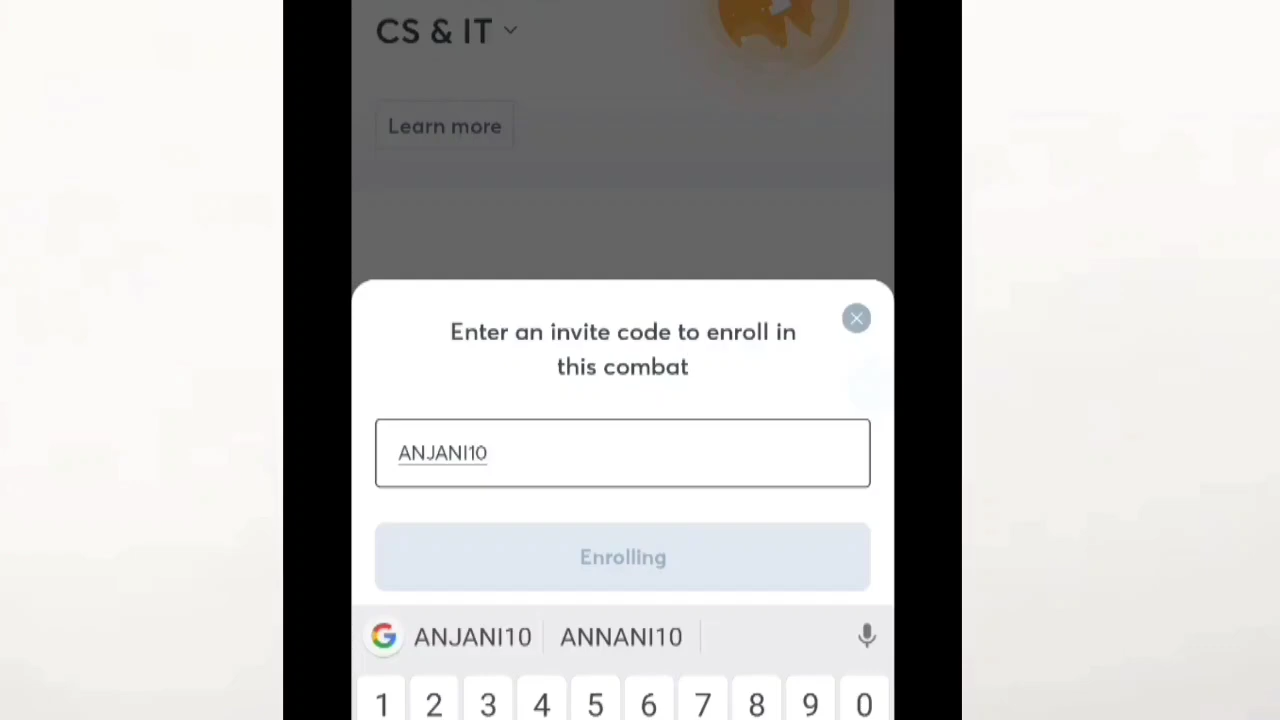 CS & IT
Learn more
Enter an invite code to enroll in
this combat
ANJANI10
Enrolling
ANJANI10 ANNANI10
1 2 3 4 5 6 7 8 9 0